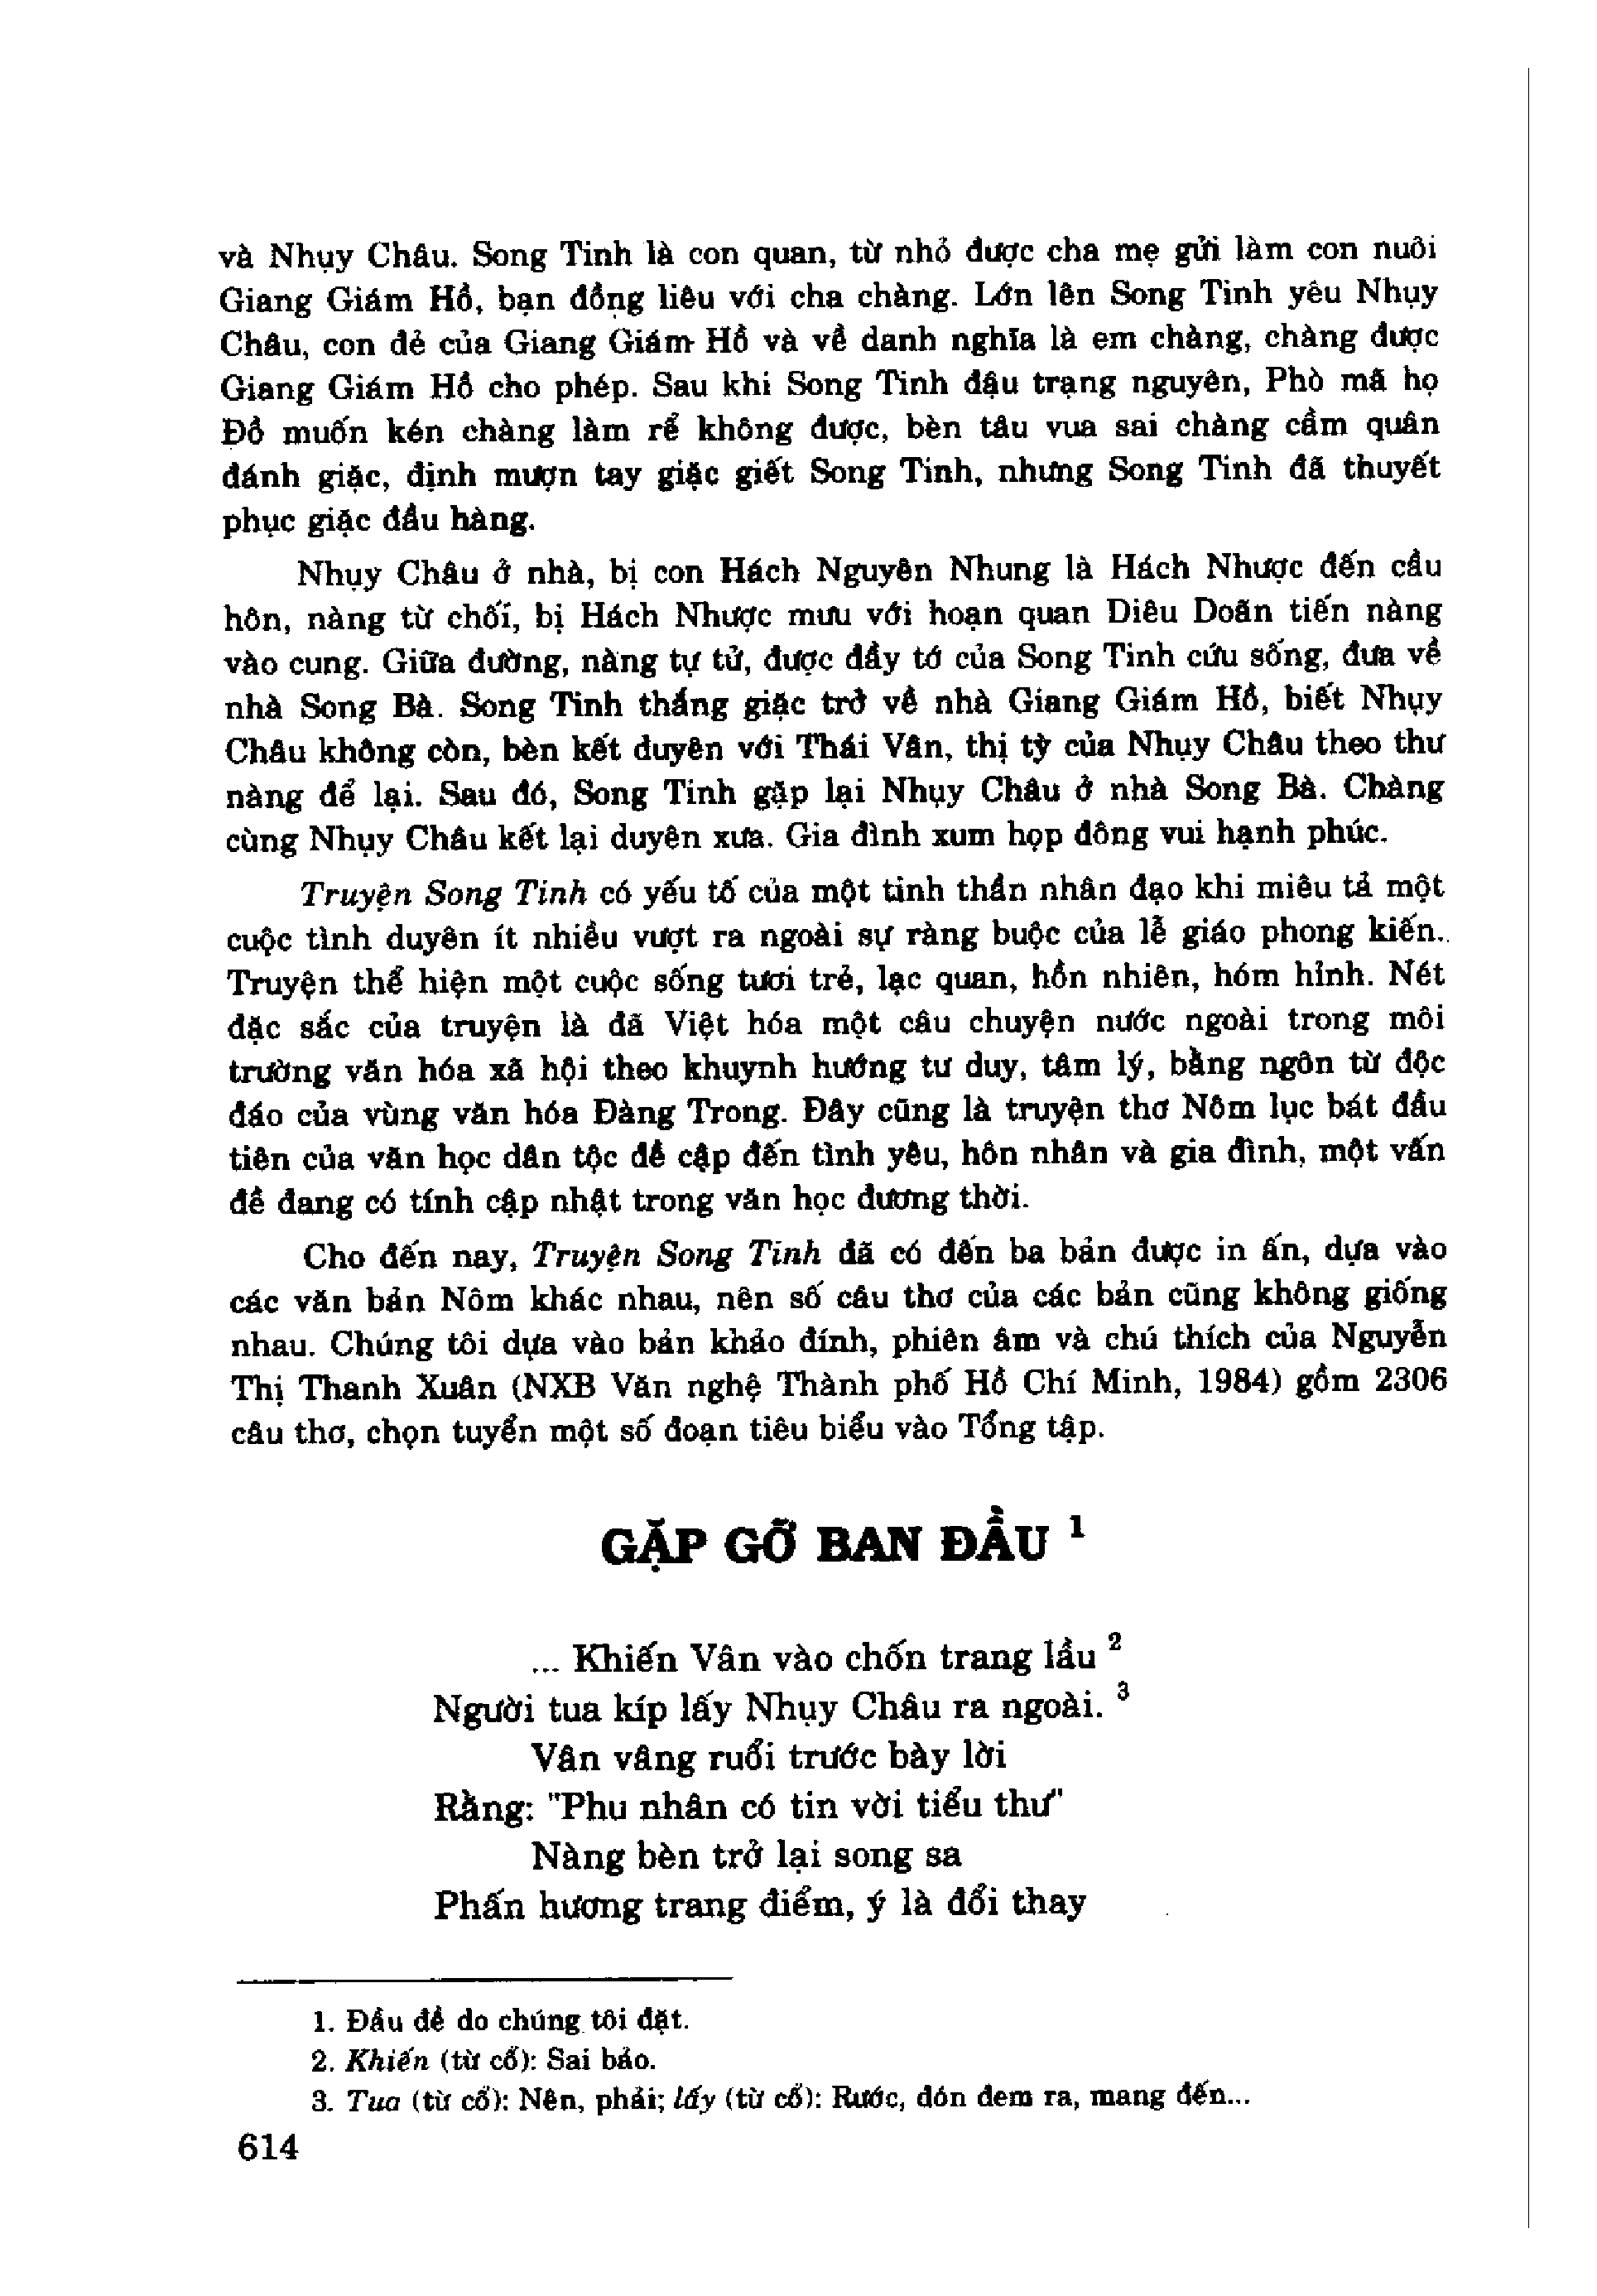 và Nhụy Châu. Song Tinh là con quan, từ nhỏ được cha mẹ gửi làm con nuôi
Giang Giám Hồ, bạn đồng liêu với cha chàng. Lớn lên Song Tinh yêu Nhụy
Châu, con đẻ của Giang Giám Hồ và về danh nghĩa là em chàng, chàng được
Giang Giám Hồ cho phép. Sau khi Song Tinh đậu trạng nguyên, Phò mã họ
Đồ muốn kén chàng làm rể không được, bèn tâu vua sai chàng cầm quân
đánh giặc, định mượn tay giặc giết Song Tinh, nhưng Song Tinh đã thuyết
phục giặc đầu hàng.
Nhụy Châu ở nhà, bị con Hách Nguyên Nhung là Hách Nhược đến cầu
hôn, nàng từ chối, bị Hách Nhược mưu với hoạn quan Diêu Doãn tiến nàng
vào cung. Giữa đường, nàng tự tử, được đầy tớ của Song Tinh cứu sống, đưa về
nhà Song Bà. Song Tinh thắng giặc trở về nhà Giang Giám Hồ, biết Nhụy
Châu không còn, bèn kết duyên với Thái Vân, thị tỳ của Nhụy Châu theo thư
nàng để lại. Sau đó, Song Tinh gặp lại Nhụy Châu ở nhà Song Bà. Chàng
cùng Nhụy Châu kết lại duyên xưa. Gia đình xum họp đông vui hạnh phúc.
Truyện Song Tinh có yếu tố của một tinh thần nhân đạo khi miêu tả một
cuộc tình duyên ít nhiều vượt ra ngoài sự ràng buộc của lễ giáo phong kiến.
Truyện thể hiện một cuộc sống tươi trẻ, lạc quan, hồn nhiên, hóm hỉnh. Nét
đặc sắc của truyện là đã Việt hóa một câu chuyện nước ngoài trong môi
trường văn hóa xã hội theo khuynh hướng tư duy, tâm lý, bằng ngôn từ độc
đáo của vùng văn hóa Đàng Trong. Đây cũng là truyện thơ Nôm lục bát đầu
tiên của văn học dân tộc đề cập đến tình yêu, hôn nhân và gia đình, một vấn
đề đang có tính cập nhật trong văn học đương thời.
Cho đến nay, Truyện Song Tinh đã có đến ba bản được in ấn, dựa vào
các văn bản Nôm khác nhau, nên số câu thơ của các bản cũng không giống
nhau. Chúng tôi dựa vào bản khảo đính, phiên âm và chú thích của Nguyễn
Thị Thanh Xuân (NXB Văn nghệ Thành phố Hồ Chí Minh, 1984) gồm 2306
câu thơ, chọn tuyển một số đoạn tiêu biểu vào Tổng tập.
GẶP GỠ BAN ĐẦU 1
... Khiến Vân vào chốn trang lầu 2
Người tua kíp lấy Nhụy Châu ra ngoài. 3
Vân vâng ruổi trước bày lời
Rằng: "Phu nhân có tin vời tiểu thư"
Nàng bèn trở lại song sa
Phấn hương trang điểm, ý là đổi thay
1. Đầu đề do chúng tôi đặt.
2. Khiến (từ cổ): Sai bảo.
3. Tua (từ cổ): Nên, phải; lấy (từ cổ): Rước, đón đem ra, mang đến...
614